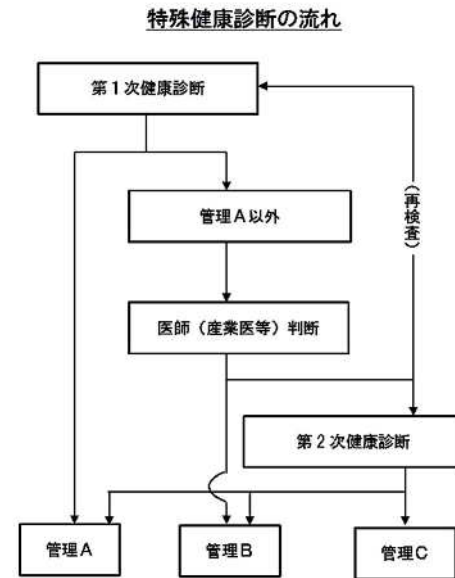 特殊健康診断の流れ
第１次健康診断
管理Ａ以外
（再検査）
医師（産業医等）判断
第２次健康診断
管理Ａ
管理Ｂ
管理Ｃ